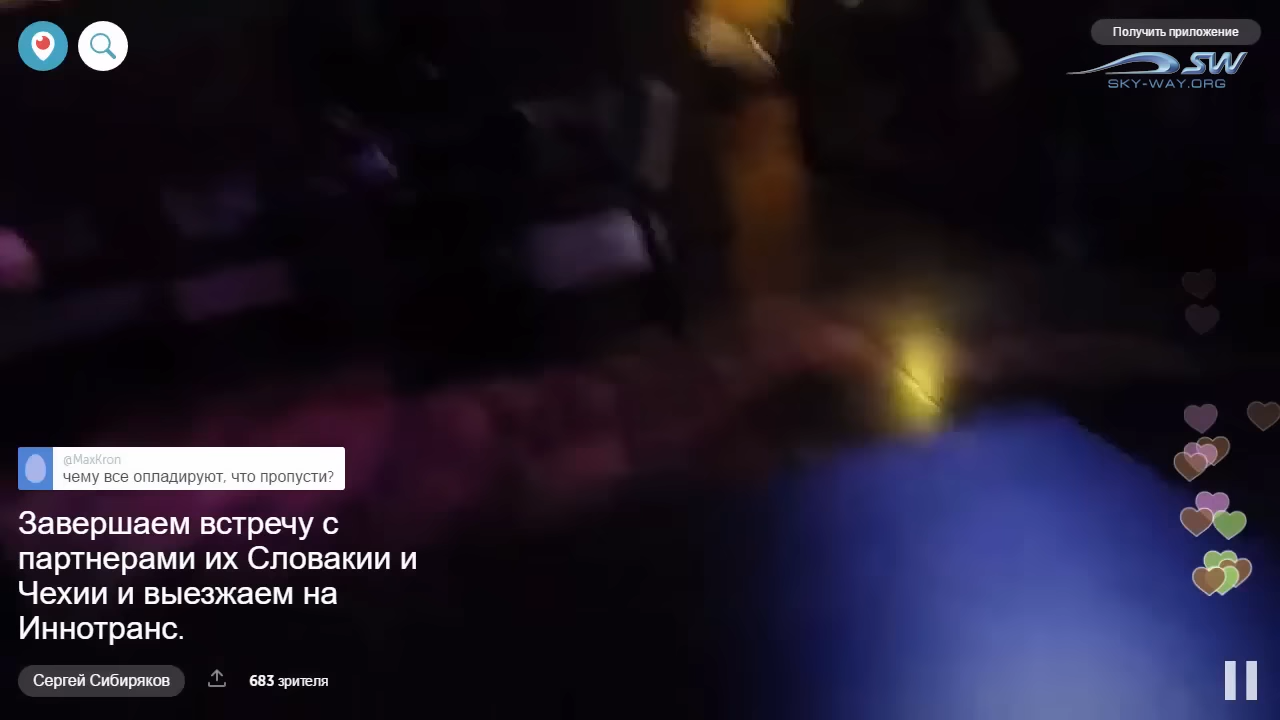 Получить приложение
SW
SKY-WAY.ORG
@MaxKron
чему все опладируют, что пропусти?
Завершаем встречу с
партнерами их Словакии и
Чехии и выезжаем на
Иннотранс.
Сергей Сибиряков
683 зрителя